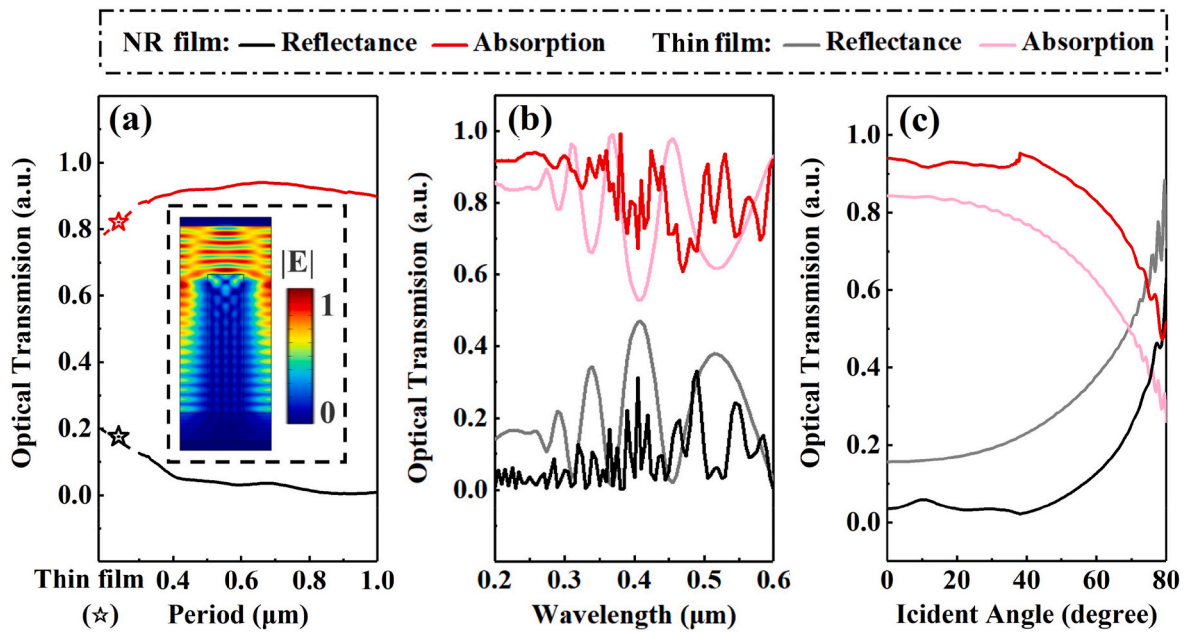 NR film: Reflectance Absorption Thin film: Reflectance Absorption
(a)
Optical Transmision (a.u.)
1.0
0.8
0.6
0.4
0.2
0.0
|E|
1
0
Thin film 0.4 0.6 0.8 1.0
(☆) Period (μm)
(b)
Optical Transmision (a.u.)
1.0
0.8
0.6
0.4
0.2
0.0
0.2 0.3 0.4 0.5 0.6
Wavelength (μm)
(c)
Optical Transmision (a.u.)
1.0
0.8
0.6
0.4
0.2
0.0
0 20 40 60 80
Icident Angle (degree)